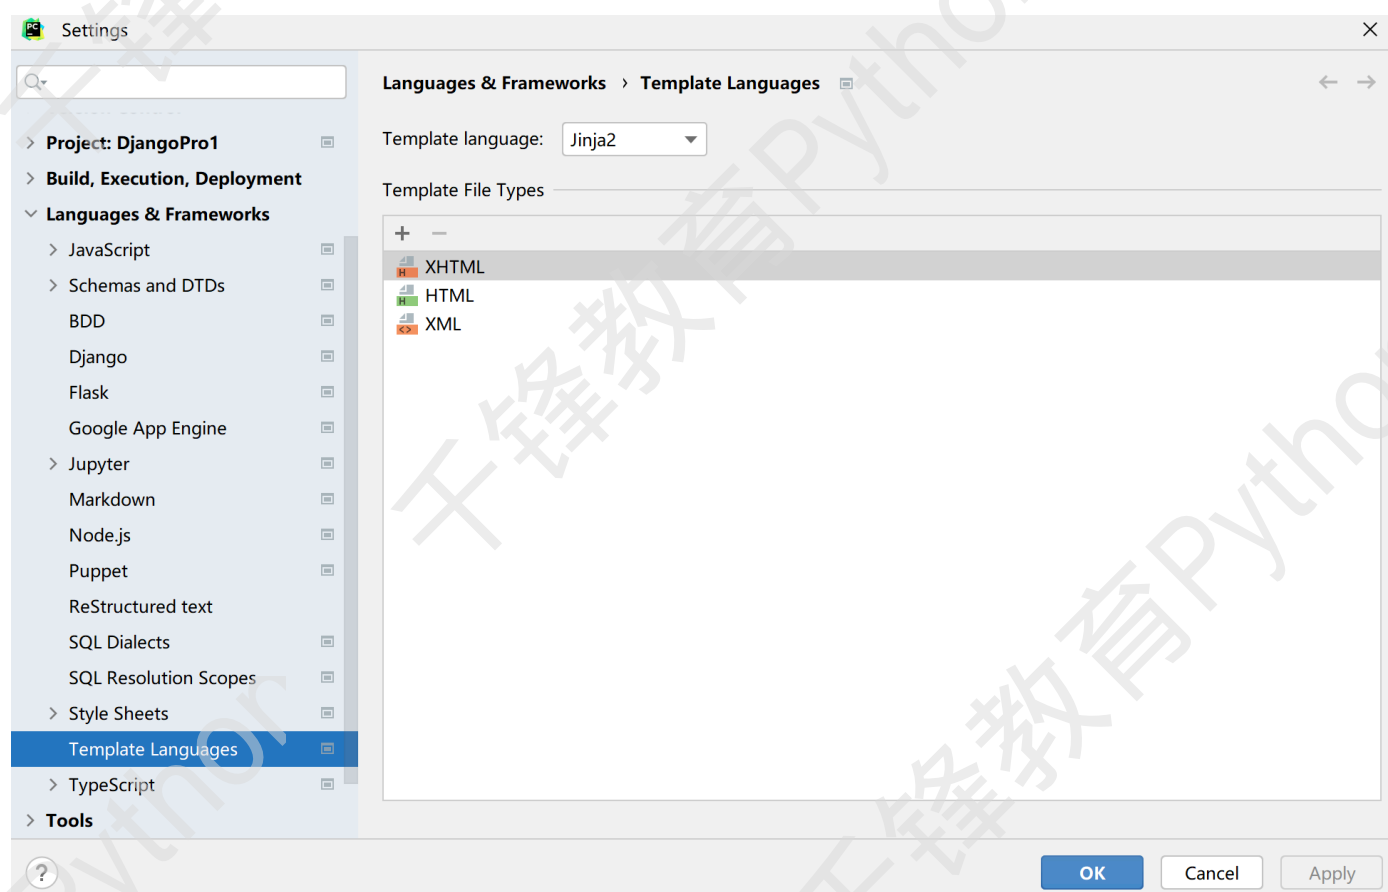 Settings
Languages & Frameworks › Template Languages
Project: DjangoPro1
Build, Execution, Deployment
Languages & Frameworks
JavaScript
Schemas and DTDs
BDD
Django
Flask
Google App Engine
Jupyter
Markdown
Node.js
Puppet
ReStructured text
SQL Dialects
SQL Resolution Scopes
Style Sheets
Template Languages
TypeScript
Tools
Template language: Jinja2
Template File Types
XHTML
HTML
XML
?
OK Cancel Apply
千锋教育Python
千锋教育Python